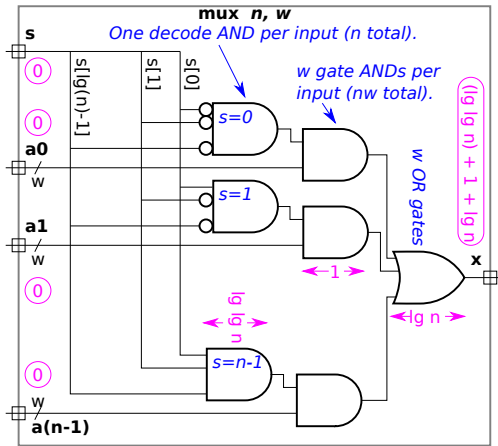 mux n, w
s
One decode AND per input (n total).
0
s[lg(n)-1]
s[1]
s[0]
w gate ANDs per
input (nw total).
0
s=0
a0
w
(lg lg n) + 1 + lg n
w OR gates
s=1
a1
w
x
1
0
lg n
lg lg n
s=n-1
0
w
a(n-1)